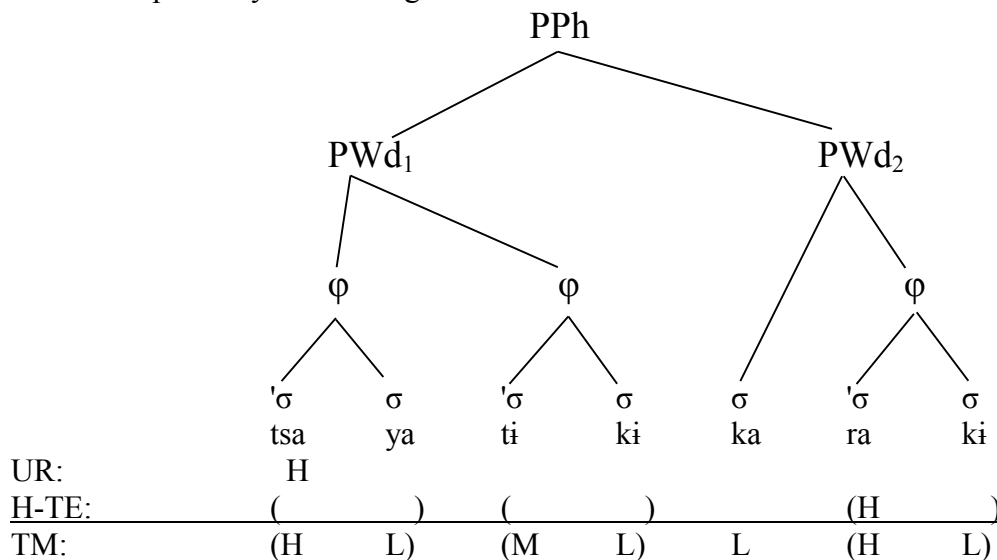 PPh
PWd₁ PWd₂
φ φ φ
'σ σ 'σ σ σ 'σ σ
tsa ya tɨ kɨ ka ra kɨ
UR: H
H-TE: ( ) ( ) (H )
TM: (H L) (M L) L (H L)